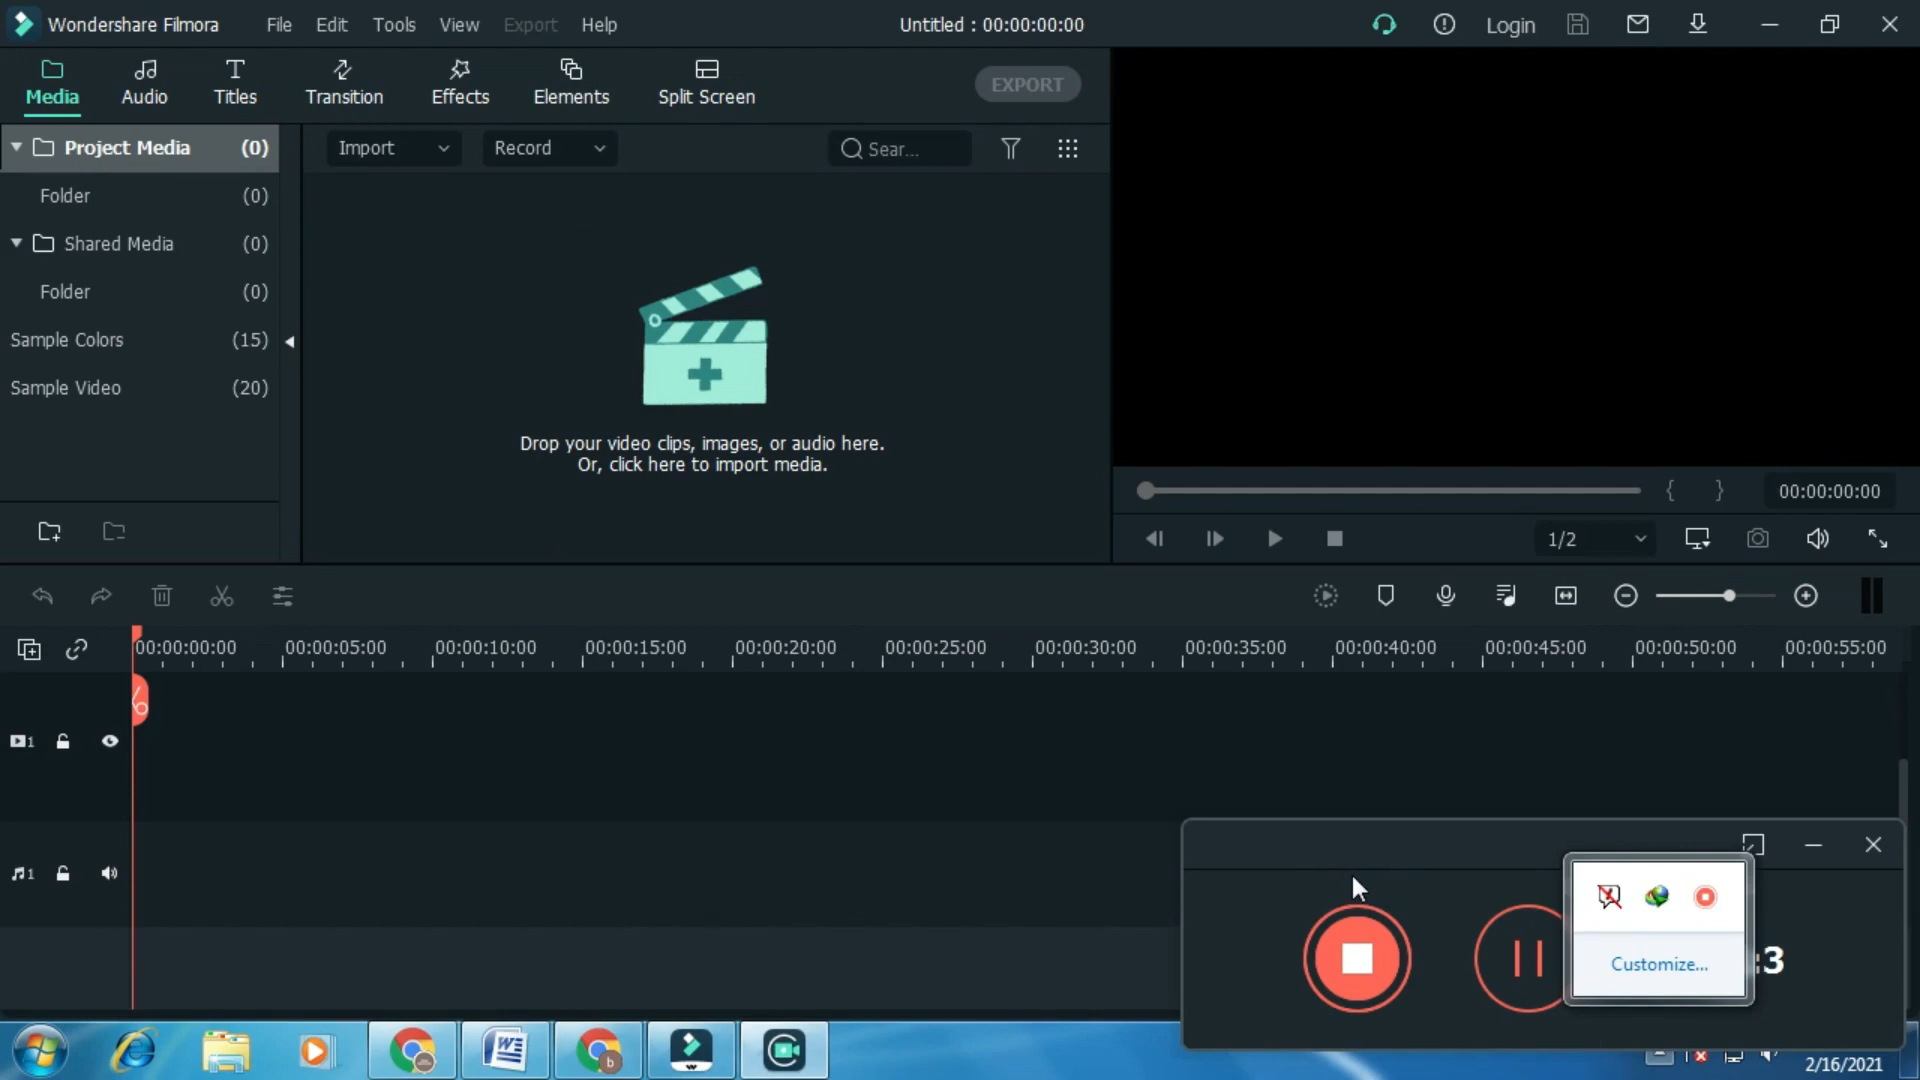 Wondershare Filmora File Edit Tools View Export Help Untitled : 00:00:00:00 Login
Media Audio Titles Transition Effects Elements Split Screen EXPORT
Project Media (0) Import Record Sear...
Folder (0)
Shared Media (0)
Folder (0)
Sample Colors (15)
Sample Video (20)
Drop your video clips, images, or audio here.
Or, click here to import media.
{ } 00:00:00:00
1/2
00:00:00:00 00:00:05:00 00:00:10:00 00:00:15:00 00:00:20:00 00:00:25:00 00:00:30:00 00:00:35:00 00:00:40:00 00:00:45:00 00:00:50:00 00:00:55:00
1
1
Customize... :3
b
2/16/2021